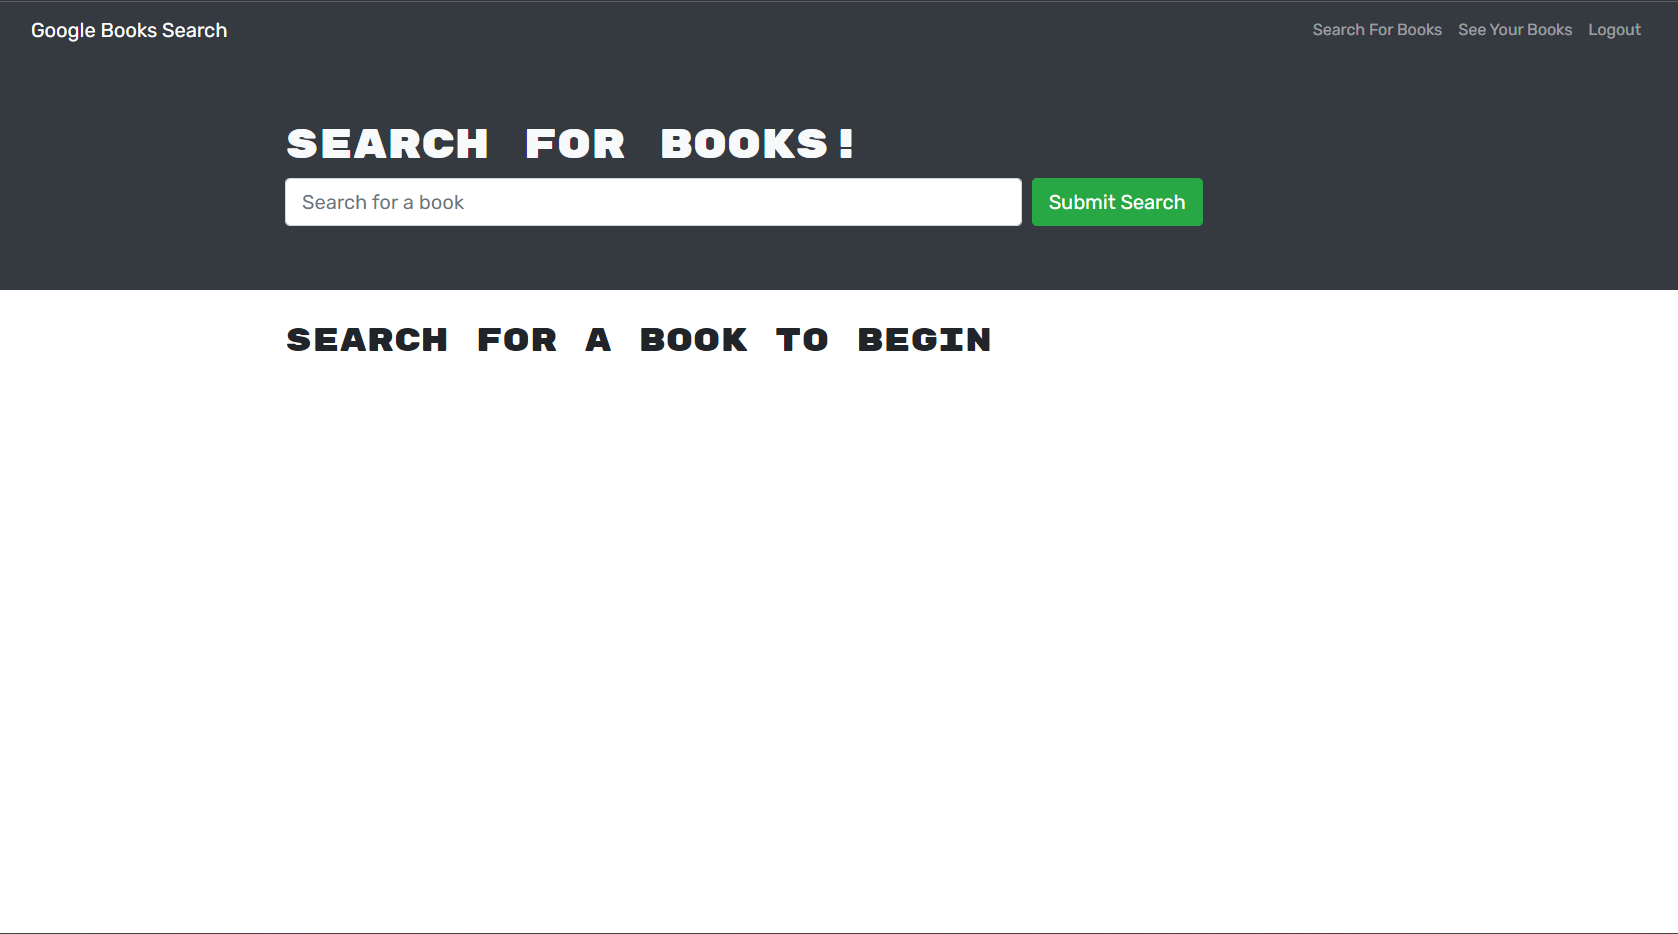 Google Books Search
Search For Books See Your Books Logout
SEARCH FOR BOOKS!
Search for a book
Submit Search
SEARCH FOR A BOOK TO BEGIN